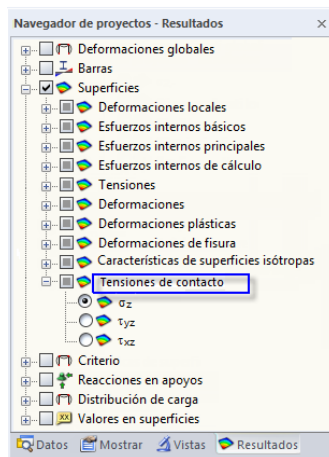 Navegador de proyectos - Resultados
Deformaciones globales
Barras
Superficies
Deformaciones locales
Esfuerzos internos básicos
Esfuerzos internos principales
Esfuerzos internos de cálculo
Tensiones
Deformaciones
Deformaciones plásticas
Deformaciones de fisura
Características de superficies isótropas
Tensiones de contacto
σz
τyz
τxz
Criterio
Reacciones en apoyos
Distribución de carga
xx Valores en superficies
Datos Mostrar Vistas Resultados